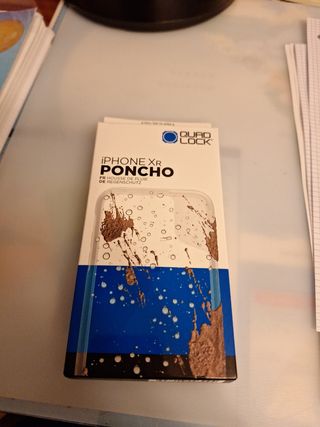 QUAD
LOCK
iPHONE XR
PONCHO
FR HOUSSE DE PLUIE
DE REGENSCHUTZ